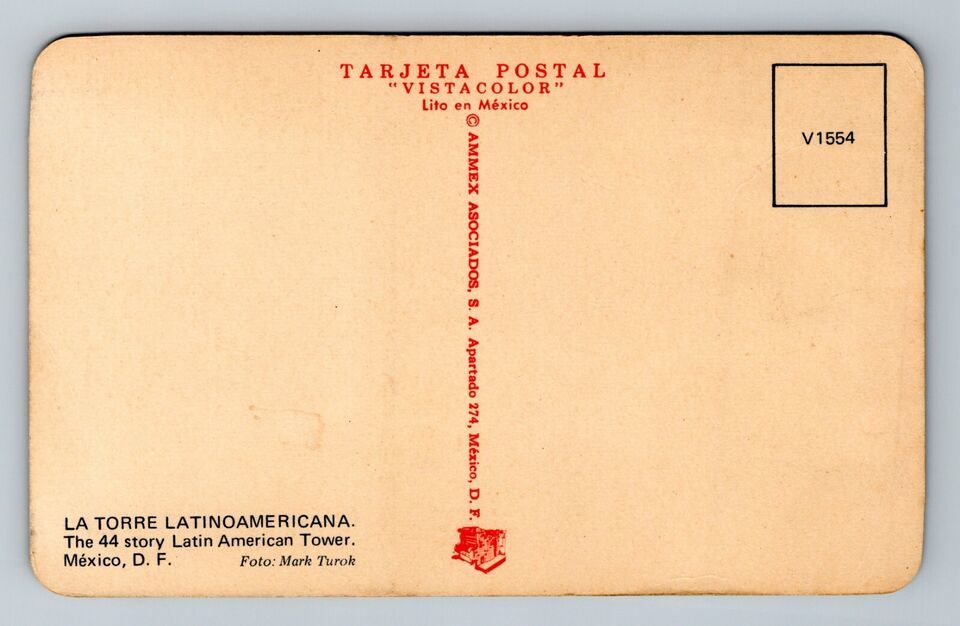 TARJETA POSTAL
"VISTACOLOR"
Lito en México
© AMMEX ASOCIADOS, S. A. Apartado 274, México, D. F.
V1554
LA TORRE LATINOAMERICANA.
The 44 story Latin American Tower.
México, D. F. Foto: Mark Turok